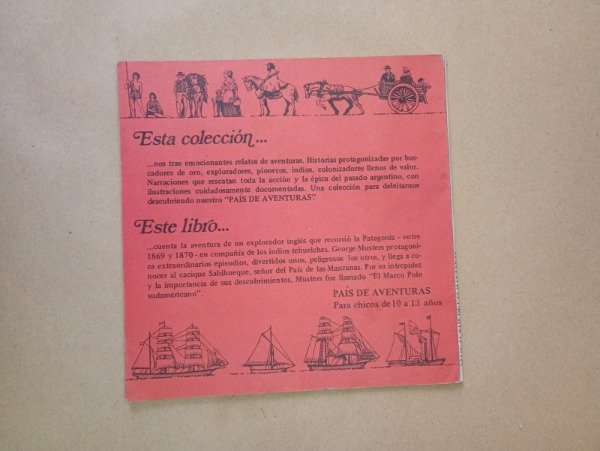 Esta colección...
...nos trae emocionantes relatos de aventuras. Historias protagonizadas por bus-
cadores de oro, exploradores, pioneros, indios, colonizadores llenos de valor.
Narraciones que rescatan toda la acción y la épica del pasado argentino, con
ilustraciones cuidadosamente documentadas. Una colección para deleitarnos
descubriendo nuestro "PAÍS DE AVENTURAS"
Este libro...
...cuenta la aventura de un explorador inglés que recorrió la Patagonia - entre
1869 y 1870 - en compañía de los indios tehuelches. George Musters protagoni-
za extraordinarios episodios, divertidos unos, peligrosos los otros, y llega a co-
nocer al cacique Sahihueque, señor del País de las Manzanas. Por su intrepidez
y la importancia de sus descubrimientos, Musters fue llamado "El Marco Polo
sudamericano"
PAÍS DE AVENTURAS
Para chicos de 10 a 13 años